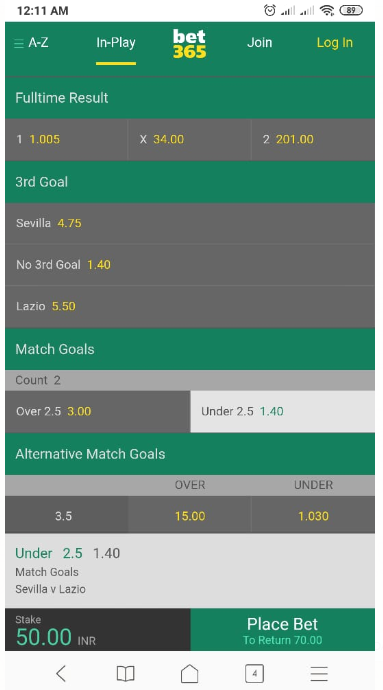 12:11 AM 89
A-Z In-Play bet365 Join Log In
Fulltime Result
1 1.005 X 34.00 2 201.00
3rd Goal
Sevilla 4.75
No 3rd Goal 1.40
Lazio 5.50
Match Goals
Count 2
Over 2.5 3.00 Under 2.5 1.40
Alternative Match Goals
OVER UNDER
3.5 15.00 1.030
Under 2.5 1.40
Match Goals
Sevilla v Lazio
Stake Place Bet
50.00 INR To Return 70.00
4